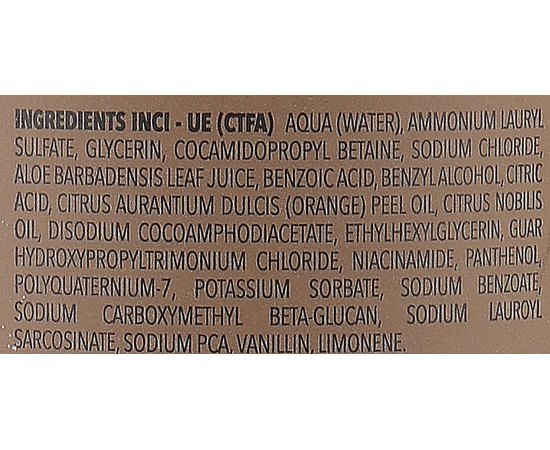 INGREDIENTS INCI - UE (CTFA) AQUA (WATER), AMMONIUM LAURYL
SULFATE, GLYCERIN, COCAMIDOPROPYL BETAINE, SODIUM CHLORIDE,
ALOE BARBADENSIS LEAF JUICE, BENZOIC ACID, BENZYL ALCOHOL, CITRIC
ACID, CITRUS AURANTIUM DULCIS (ORANGE) PEEL OIL, CITRUS NOBILIS
OIL, DISODIUM COCOAMPHODIACETATE, ETHYLHEXYLGLYCERIN, GUAR
HYDROXYPROPYLTRIMONIUM CHLORIDE, NIACINAMIDE, PANTHENOL,
POLYQUATERNIUM-7, POTASSIUM SORBATE, SODIUM BENZOATE,
SODIUM CARBOXYMETHYL BETA-GLUCAN, SODIUM LAUROYL
SARCOSINATE, SODIUM PCA, VANILLIN, LIMONENE.